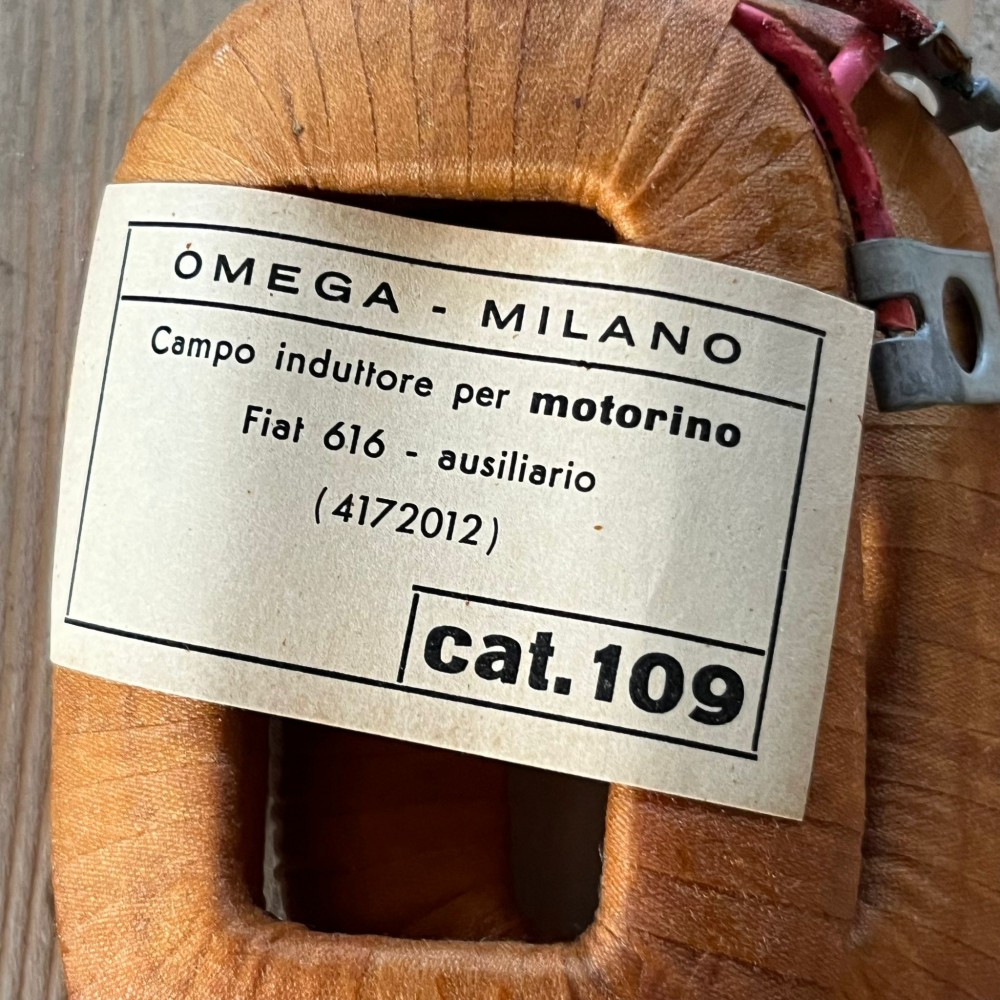 OMEGA - MILANO
Campo induttore per motorino
Fiat 616 - ausiliario
(4172012)
cat. 109